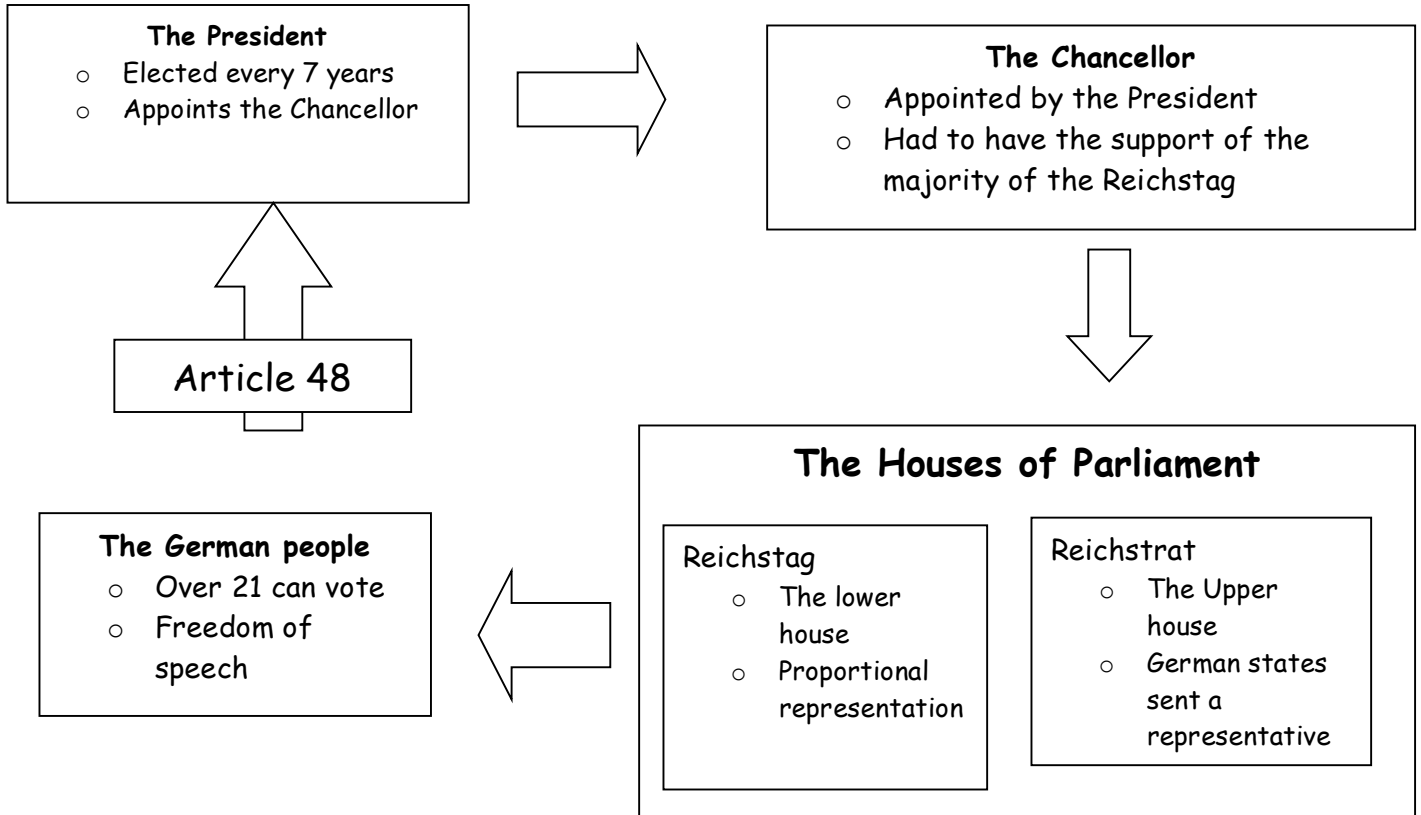 The President
o Elected every 7 years
o Appoints the Chancellor
The Chancellor
o Appointed by the President
o Had to have the support of the
majority of the Reichstag
Article 48
The Houses of Parliament
Reichstag
o The lower
house
o Proportional
representation
Reichstrat
o The Upper
house
o German states
sent a
representative
The German people
o Over 21 can vote
o Freedom of
speech